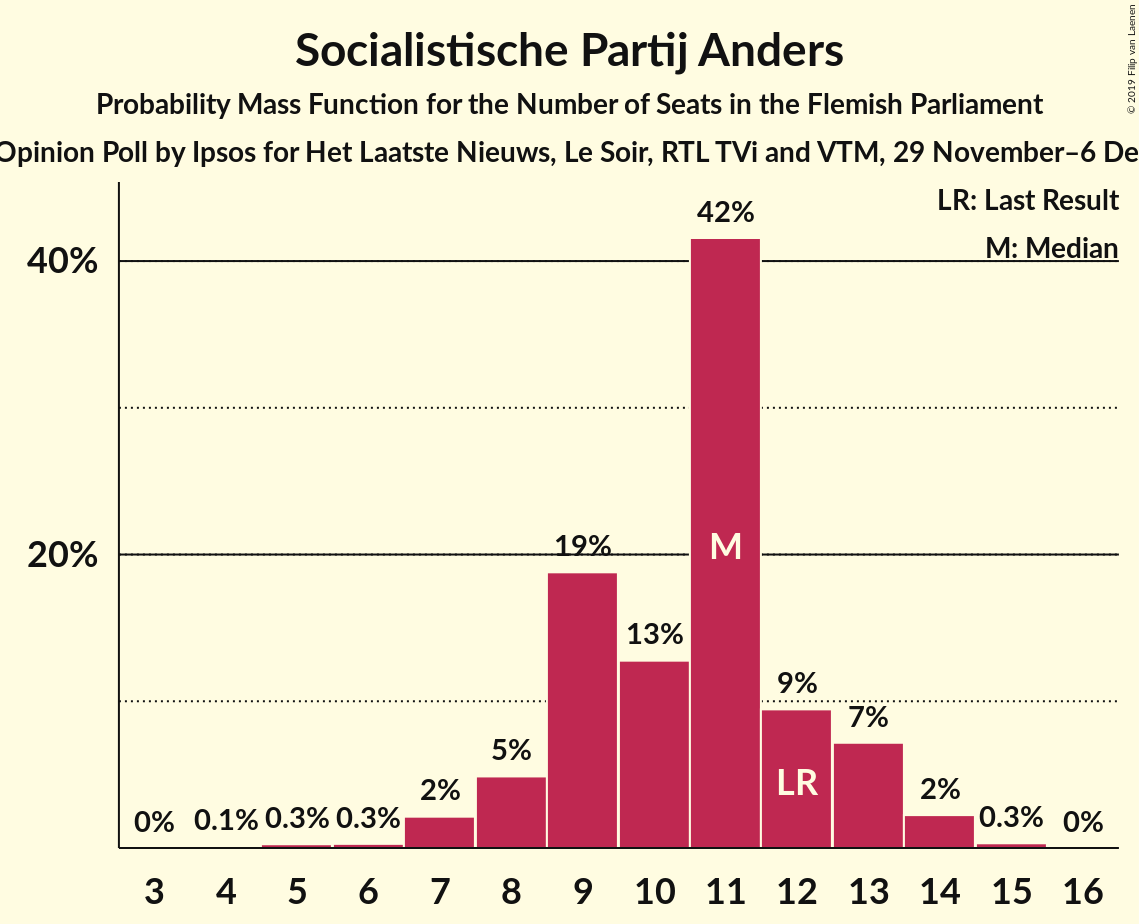 Socialistische Partij Anders
Probability Mass Function for the Number of Seats in the Flemish Parliament
Opinion Poll by Ipsos for Het Laatste Nieuws, Le Soir, RTL TVi and VTM, 29 November–6 De
© 2019 Filip van Laenen
LR: Last Result
M: Median
40%
20%
0%
0.1%
0.3%
0.3%
2%
5%
19%
13%
42%
9%
7%
2%
0.3%
0%
M
LR
3 4 5 6 7 8 9 10 11 12 13 14 15 16